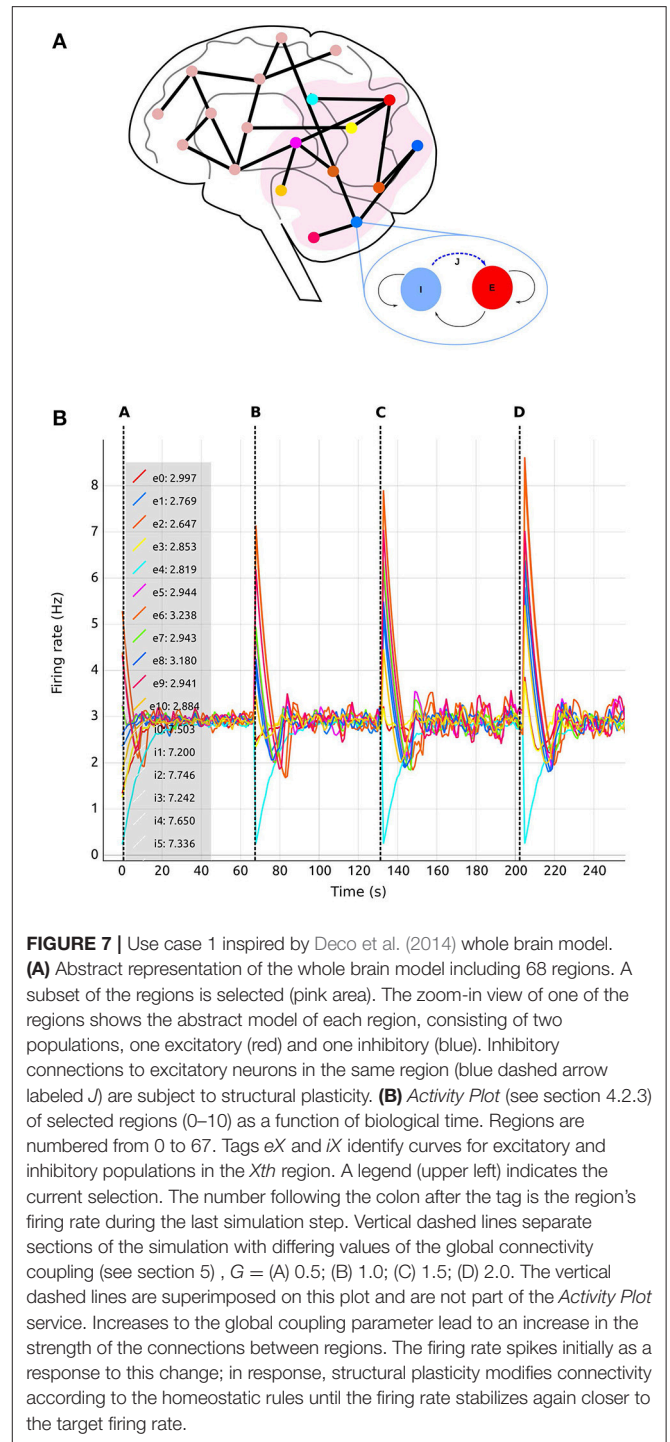 A
J
I
E
B
A
B
C
D
Firing rate (Hz)
8
7
6
5
4
3
2
1
0
e0: 2.997
e1: 2.769
e2: 2.647
e3: 2.853
e4: 2.819
e5: 2.944
e6: 3.238
e7: 2.943
e8: 3.180
e9: 2.941
e10: 2.884
i0: 7.503
i1: 7.200
i2: 7.746
i3: 7.242
i4: 7.650
i5: 7.336
0 20 40 60 80 100 120 140 160 180 200 220 240
Time (s)
FIGURE 7 | Use case 1 inspired by Deco et al. (2014) whole brain model.
(A) Abstract representation of the whole brain model including 68 regions. A
subset of the regions is selected (pink area). The zoom-in view of one of the
regions shows the abstract model of each region, consisting of two
populations, one excitatory (red) and one inhibitory (blue). Inhibitory
connections to excitatory neurons in the same region (blue dashed arrow
labeled J) are subject to structural plasticity. (B) Activity Plot (see section 4.2.3)
of selected regions (0–10) as a function of biological time. Regions are
numbered from 0 to 67. Tags eX and iX identify curves for excitatory and
inhibitory populations in the Xth region. A legend (upper left) indicates the
current selection. The number following the colon after the tag is the region's
firing rate during the last simulation step. Vertical dashed lines separate
sections of the simulation with differing values of the global connectivity
coupling (see section 5) , G = (A) 0.5; (B) 1.0; (C) 1.5; (D) 2.0. The vertical
dashed lines are superimposed on this plot and are not part of the Activity Plot
service. Increases to the global coupling parameter lead to an increase in the
strength of the connections between regions. The firing rate spikes initially as a
response to this change; in response, structural plasticity modifies connectivity
according to the homeostatic rules until the firing rate stabilizes again closer to
the target firing rate.